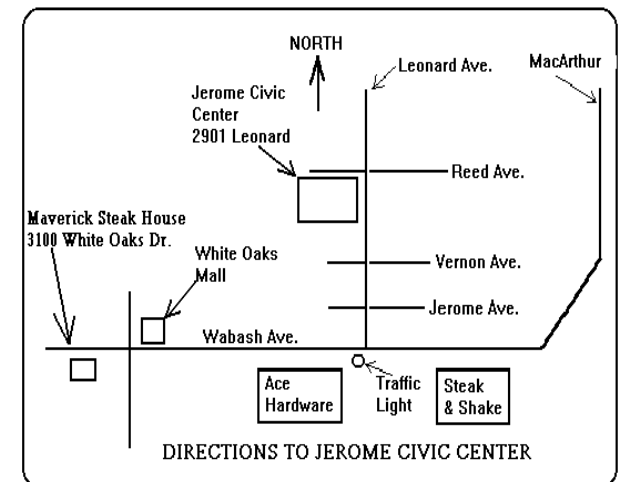 NORTH
Leonard Ave.
MacArthur
Jerome Civic
Center
2901 Leonard
Reed Ave.
Maverick Steak House
3100 White Oaks Dr.
White Oaks
Mall
Vernon Ave.
Jerome Ave.
Wabash Ave.
Ace
Hardware
Traffic
Light
Steak
& Shake
DIRECTIONS TO JEROME CIVIC CENTER